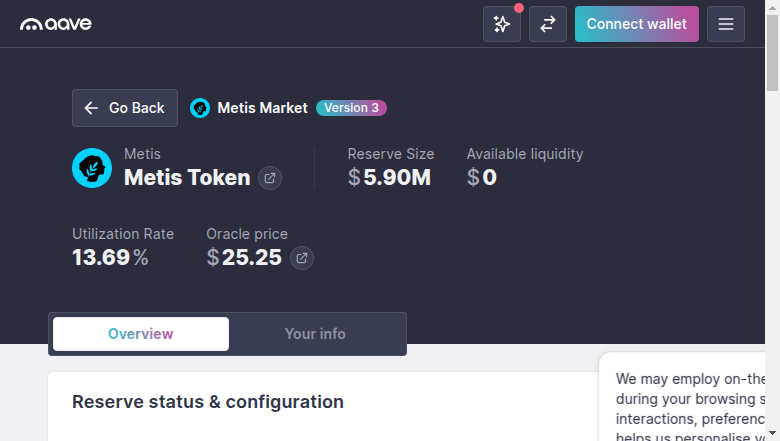 aave
Connect wallet
Go Back
Metis Market
Version 3
Metis
Metis Token
Reserve Size
$5.90M
Available liquidity
$0
Utilization Rate
13.69%
Oracle price
$25.25
Overview
Your info
Reserve status & configuration
We may employ on-the
during your browsing s
interactions, preferenc
helps us personalise yo